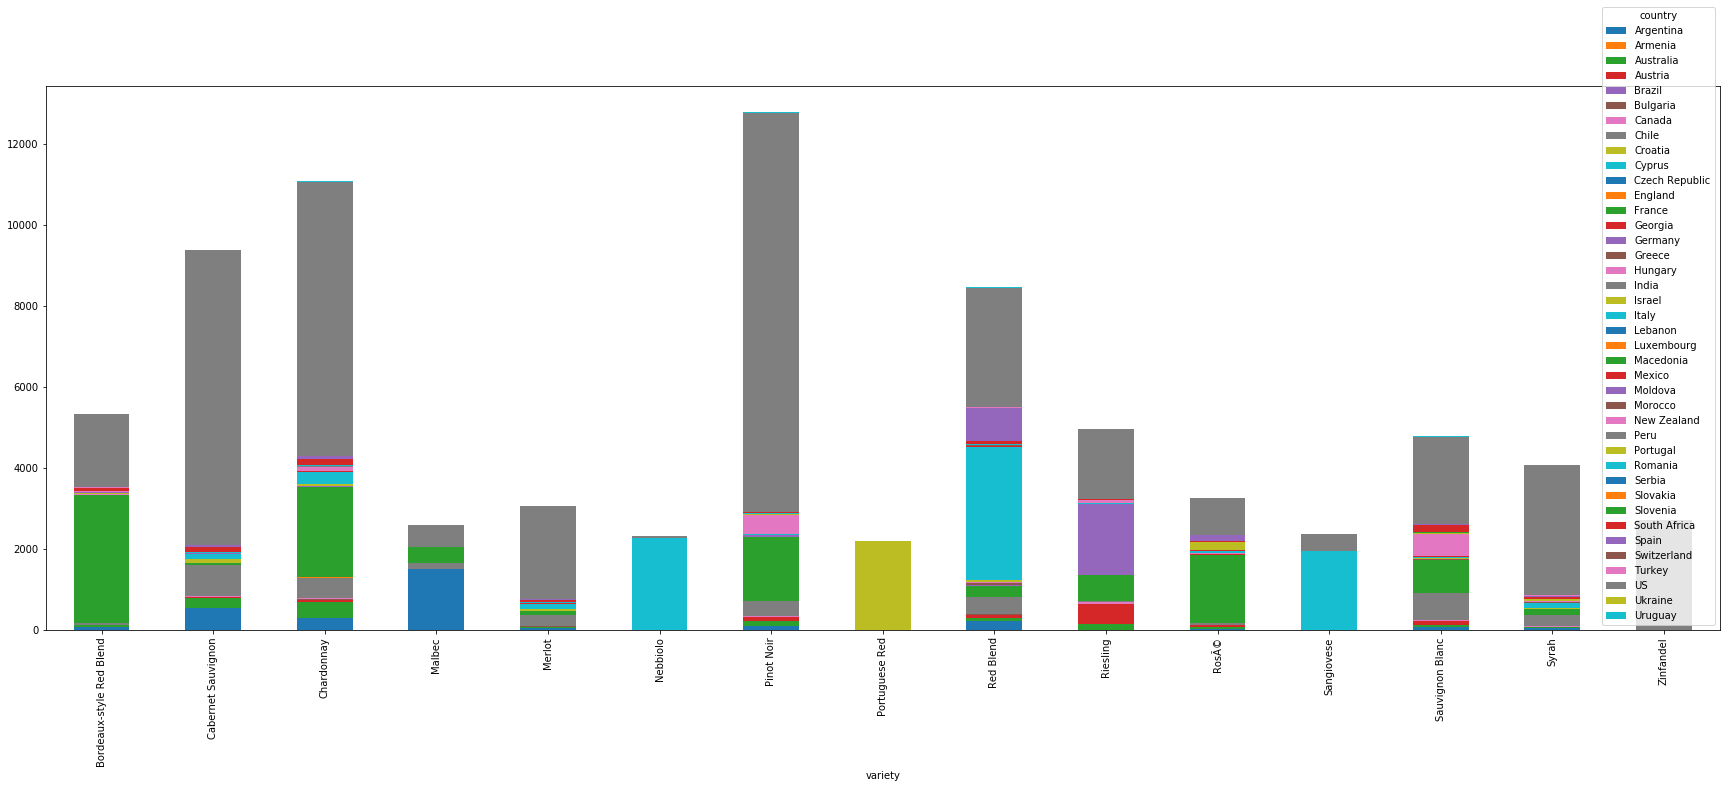 country
Argentina
Armenia
Australia
Austria
Brazil
Bulgaria
Canada
Chile
Croatia
Cyprus
Czech Republic
England
France
Georgia
Germany
Greece
Hungary
India
Israel
Italy
Lebanon
Luxembourg
Macedonia
Mexico
Moldova
Morocco
New Zealand
Peru
Portugal
Romania
Serbia
Slovakia
Slovenia
South Africa
Spain
Switzerland
Turkey
US
Ukraine
Uruguay
12000
10000
8000
6000
4000
2000
0
Bordeaux-style Red Blend
Cabernet Sauvignon
Chardonnay
Malbec
Merlot
Nebbiolo
Pinot Noir
Portuguese Red
Red Blend
Riesling
RosÃ©
Sangiovese
Sauvignon Blanc
Syrah
Zinfandel
variety